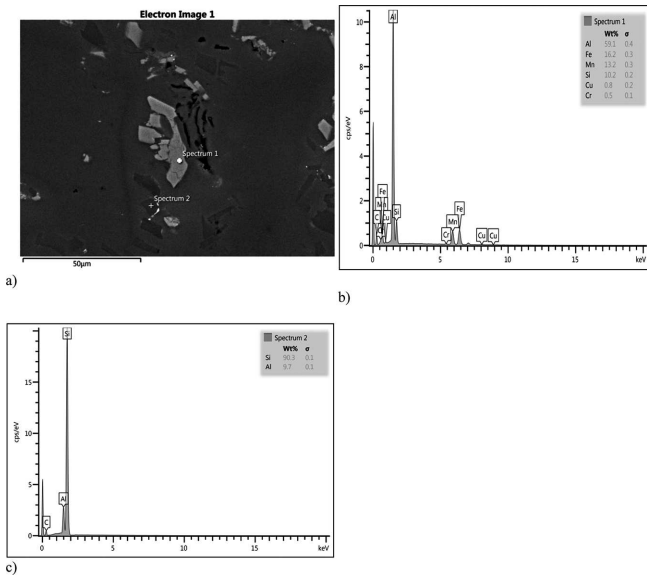 Electron Image 1
Spectrum 1
Spectrum 2
50µm
a)
Spectrum 1
Wt% σ
Al 59.1 0.4
Fe 16.2 0.3
Mn 13.2 0.3
Si 10.2 0.2
Cu 0.8 0.2
Cr 0.5 0.1
10
8
6
4
2
0
cps/eV
Al
Fe
Mn
C
Cu
Si
Cr
Mn
Fe
Cu
Cu
0 5 10 15 keV
b)
Spectrum 2
Wt% σ
Si 90.3 0.1
Al 9.7 0.1
15
10
5
0
cps/eV
Si
Al
C
0 5 10 15 keV
c)